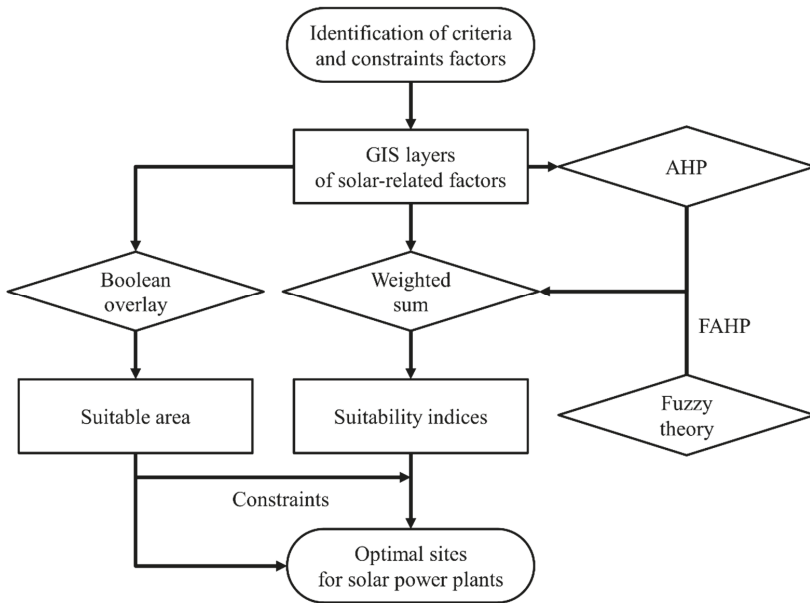 Identification of criteria
and constraints factors
GIS layers
of solar-related factors
AHP
Boolean
overlay
Weighted
sum
FAHP
Suitable area
Suitability indices
Fuzzy
theory
Constraints
Optimal sites
for solar power plants